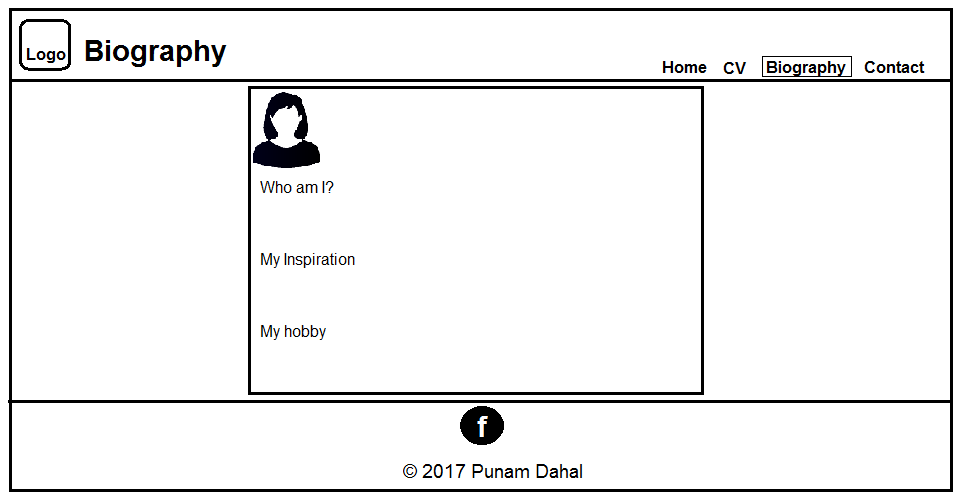 Logo Biography
Home CV Biography Contact
Who am I?
My Inspiration
My hobby
f
© 2017 Punam Dahal